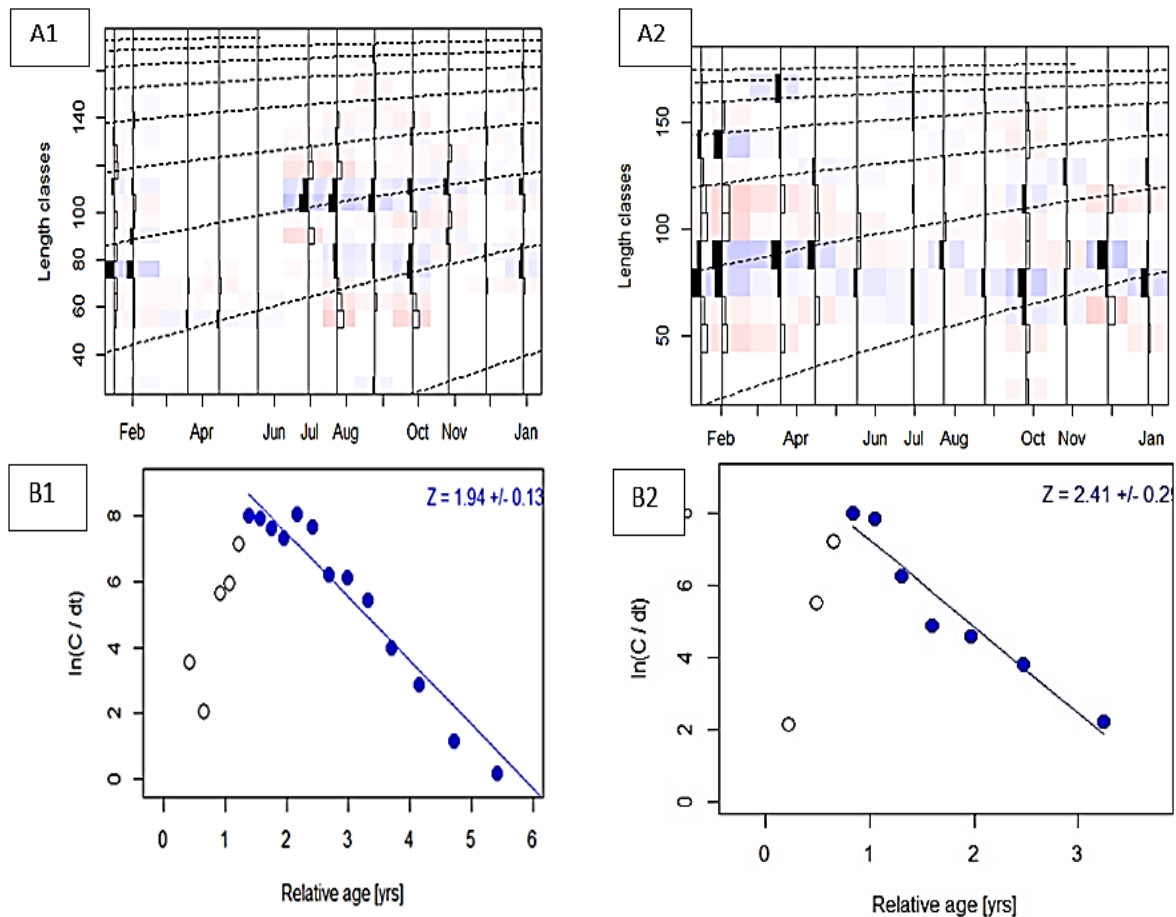 A1
Length classes
140
100
80
60
40
Feb Apr Jun Jul Aug Oct Nov Jan
A2
Length classes
150
100
50
Feb Apr Jun Jul Aug Oct Nov Jan
B1
Z = 1.94 +/- 0.13
ln(C / dt)
8
6
4
2
0
0 1 2 3 4 5 6
Relative age [yrs]
B2
Z = 2.41 +/- 0.2
ln(C / dt)
6
4
2
0
0 1 2 3
Relative age [yrs]